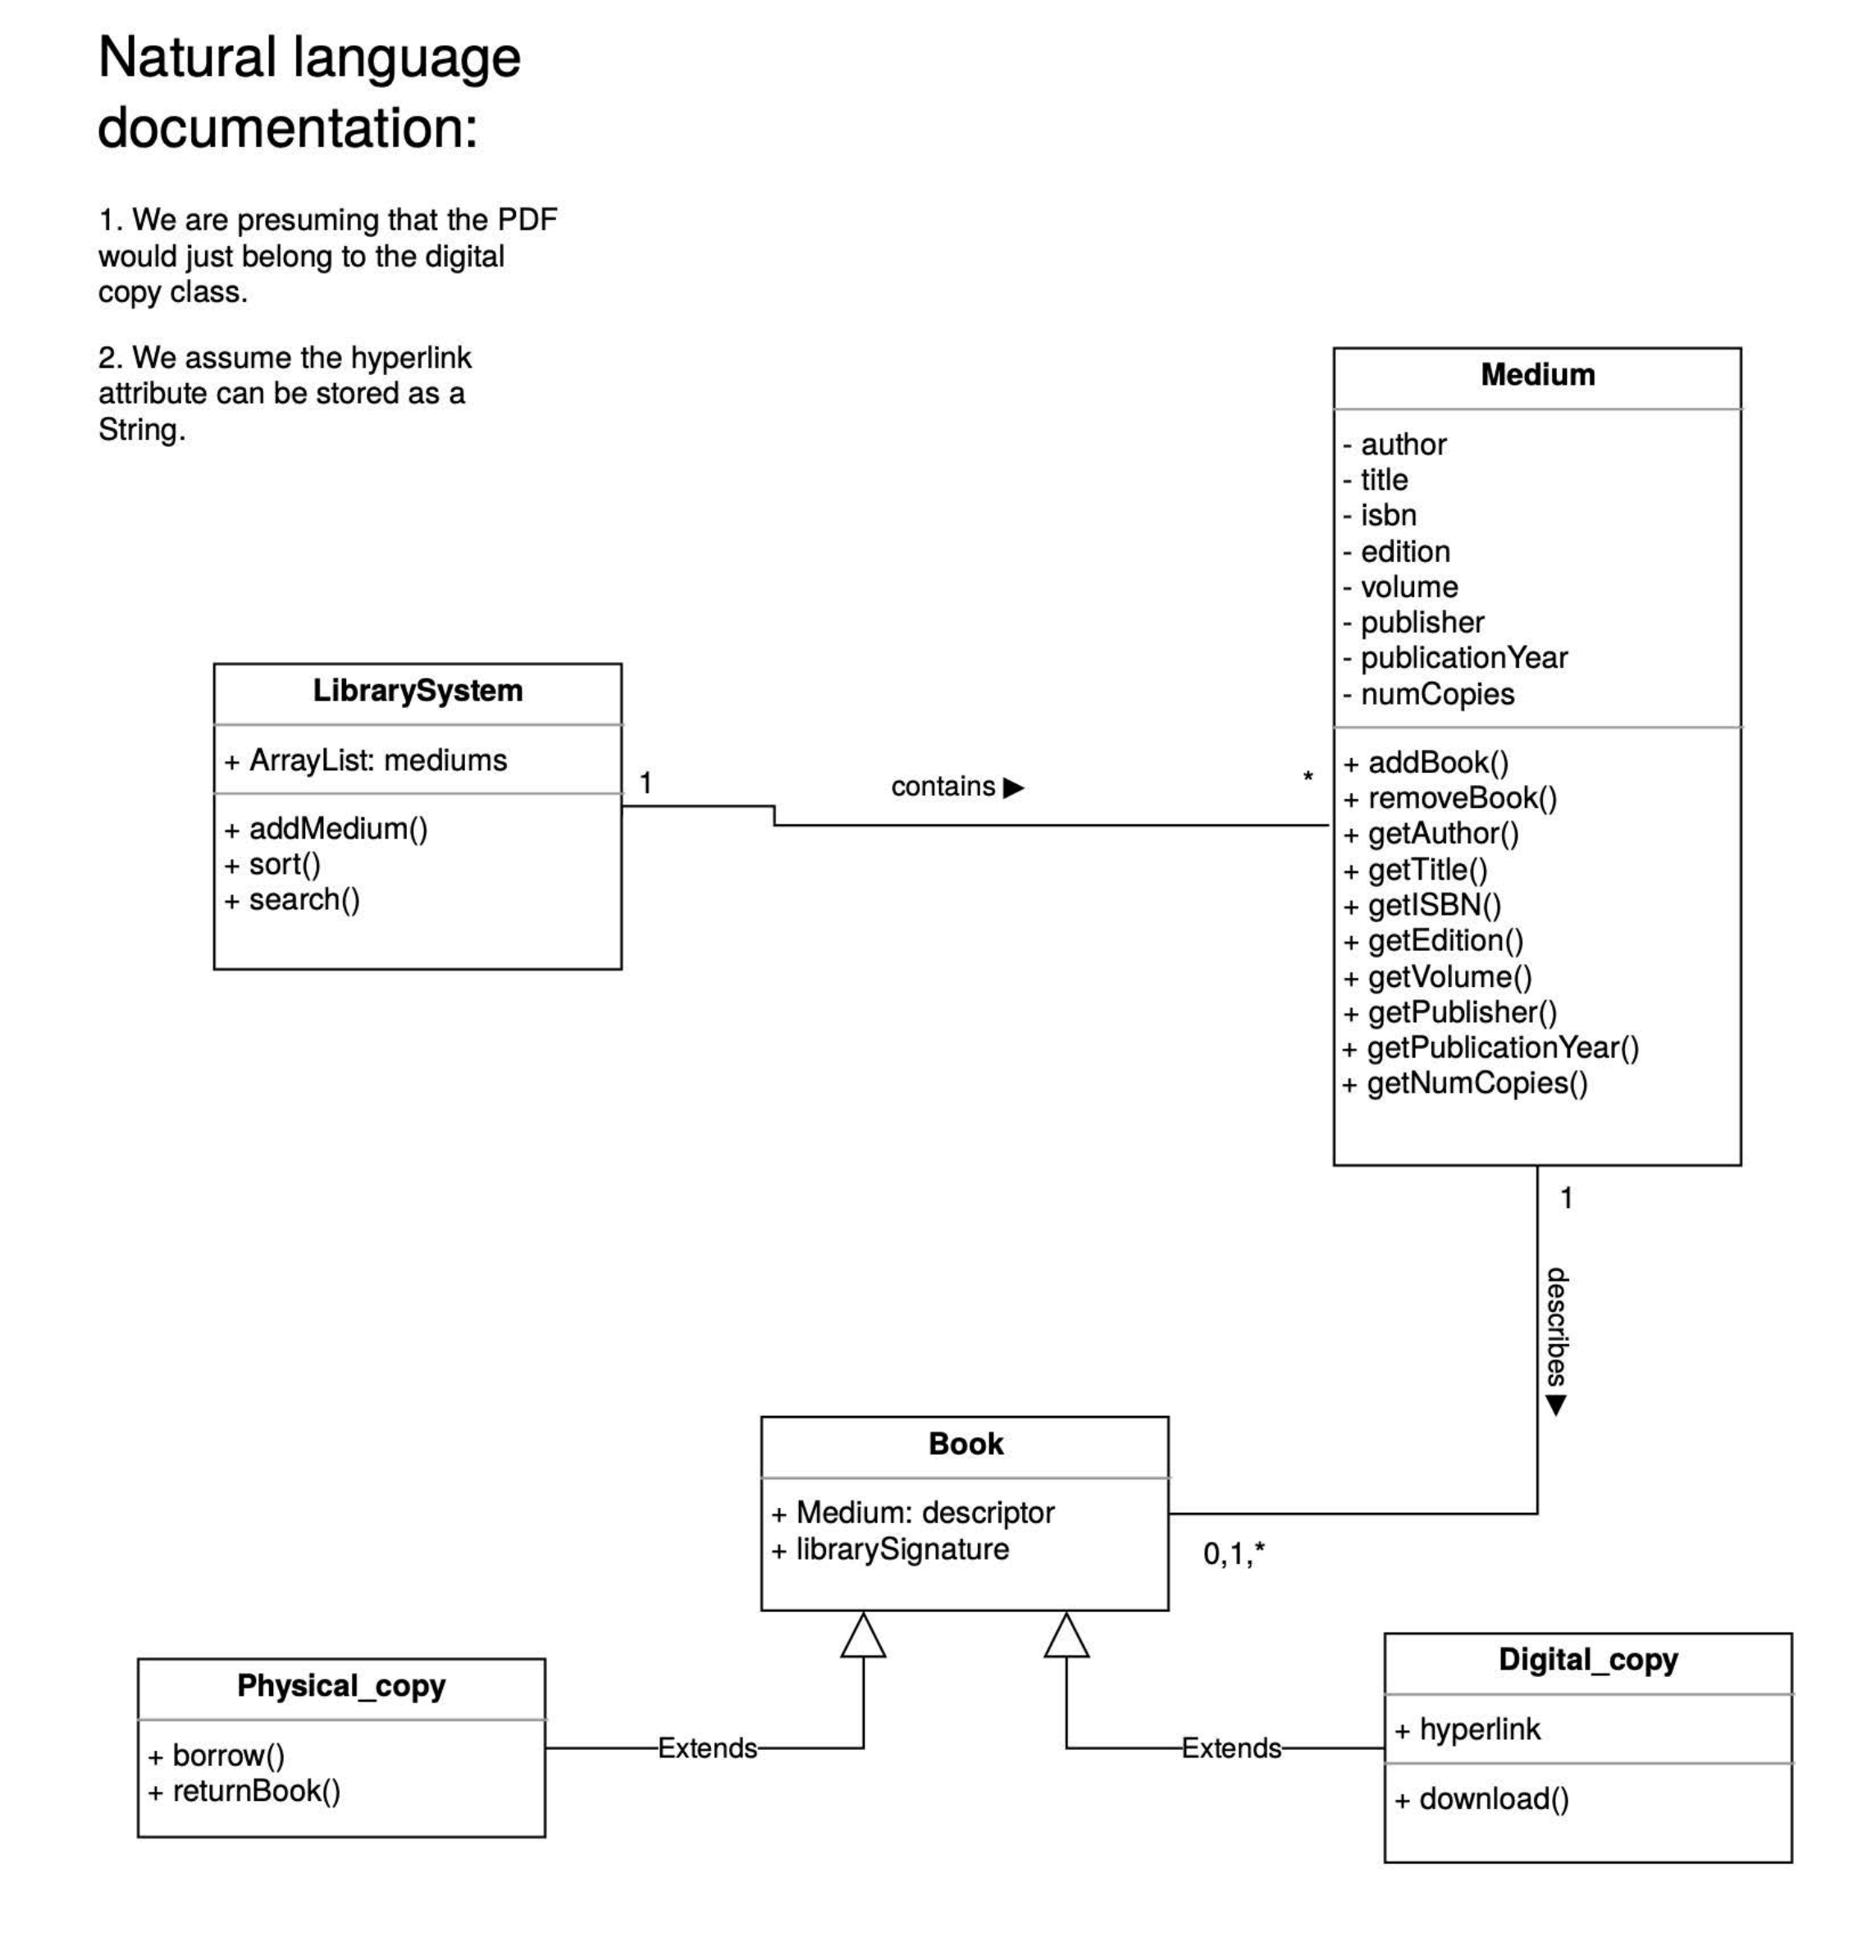 Natural language
documentation:
1. We are presuming that the PDF
would just belong to the digital
copy class.
2. We assume the hyperlink
attribute can be stored as a
String.
Medium
- author
- title
- isbn
- edition
- volume
- publisher
- publicationYear
- numCopies
+ addBook()
+ removeBook()
+ getAuthor()
+ getTitle()
+ getISBN()
+ getEdition()
+ getVolume()
+ getPublisher()
+ getPublicationYear()
+ getNumCopies()
LibrarySystem
+ ArrayList: mediums
+ addMedium()
+ sort()
+ search()
1
contains ▶
*
1
describes ▶
Book
+ Medium: descriptor
+ librarySignature
0,1,*
Physical_copy
+ borrow()
+ returnBook()
Extends
Extends
Digital_copy
+ hyperlink
+ download()